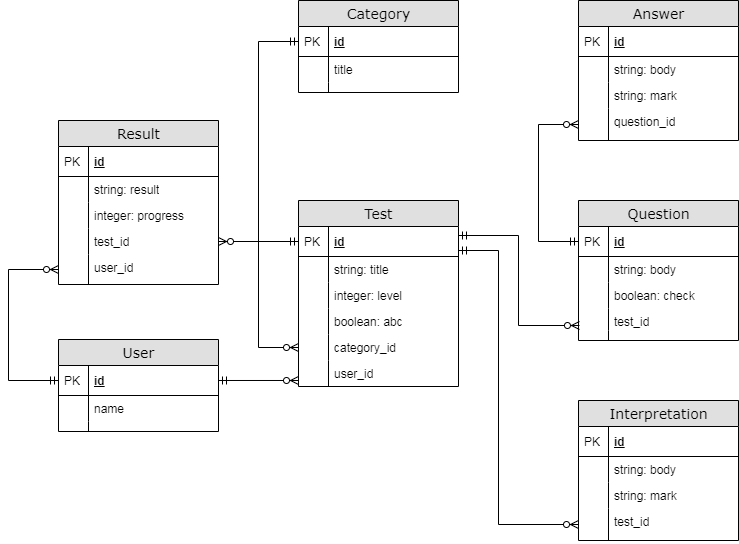 Category
PK id
title
Answer
PK id
string: body
string: mark
question_id
Result
PK id
string: result
integer: progress
test_id
user_id
Test
PK id
string: title
integer: level
boolean: abc
category_id
user_id
Question
PK id
string: body
boolean: check
test_id
User
PK id
name
Interpretation
PK id
string: body
string: mark
test_id